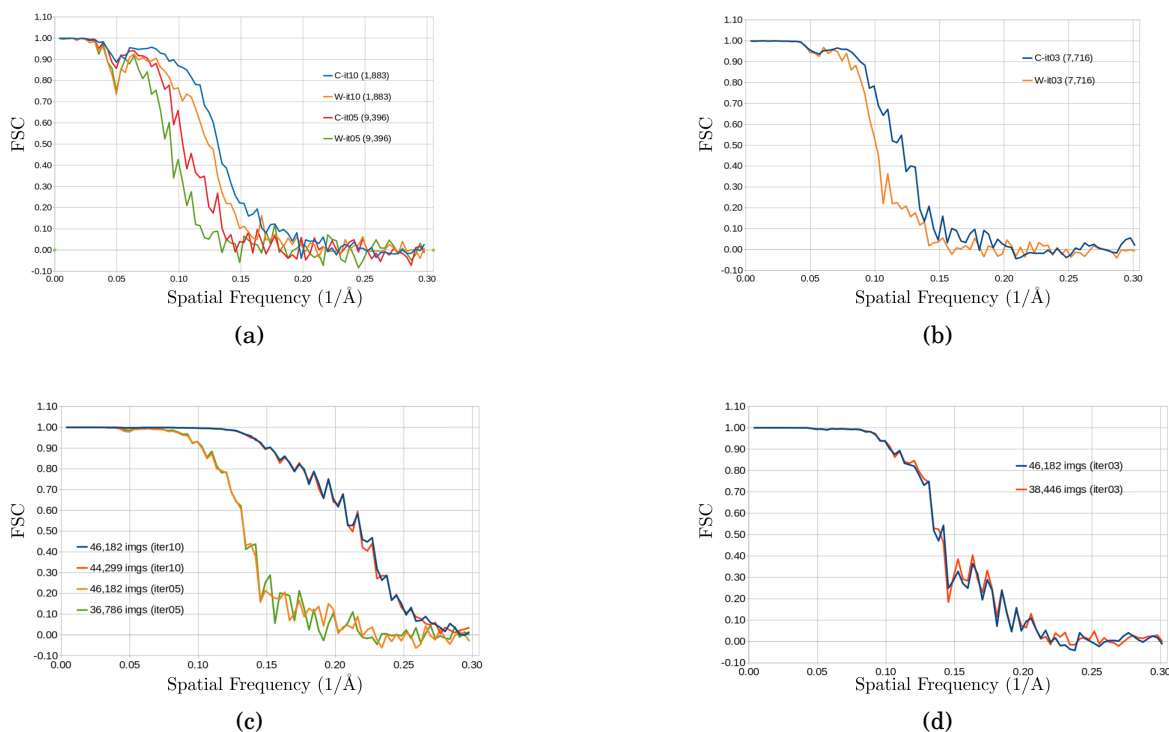 1.10
1.00
0.90
0.80
0.70
0.60
0.50
0.40
0.30
0.20
0.10
0.00
-0.10
FSC
C-it10 (1,883)
W-it10 (1,883)
C-it05 (9,396)
W-it05 (9,396)
0.00 0.05 0.10 0.15 0.20 0.25 0.30
Spatial Frequency (1/Å)
(a)
1.10
1.00
0.90
0.80
0.70
0.60
0.50
0.40
0.30
0.20
0.10
0.00
-0.10
FSC
C-it03 (7,716)
W-it03 (7,716)
0.00 0.05 0.10 0.15 0.20 0.25 0.30
Spatial Frequency (1/Å)
(b)
1.10
1.00
0.90
0.80
0.70
0.60
0.50
0.40
0.30
0.20
0.10
0.00
-0.10
FSC
46,182 imgs (iter10)
44,299 imgs (iter10)
46,182 imgs (iter05)
36,786 imgs (iter05)
0.00 0.05 0.10 0.15 0.20 0.25 0.30
Spatial Frequency (1/Å)
(c)
1.10
1.00
0.90
0.80
0.70
0.60
0.50
0.40
0.30
0.20
0.10
0.00
-0.10
FSC
46,182 imgs (iter03)
38,446 imgs (iter03)
0.00 0.05 0.10 0.15 0.20 0.25 0.30
Spatial Frequency (1/Å)
(d)